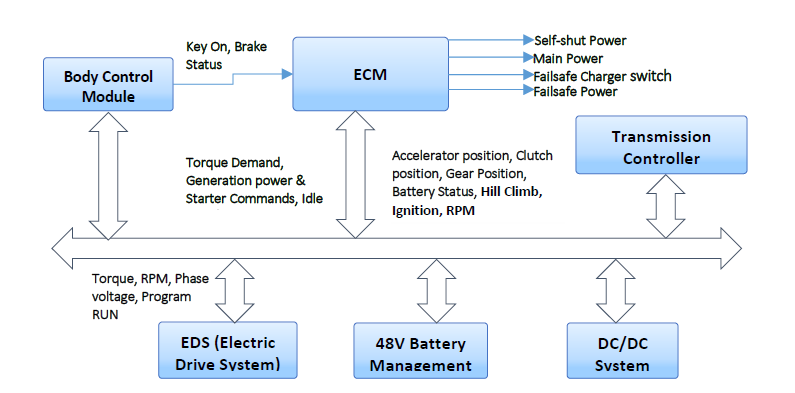 Key On, Brake
Status
Body Control
Module
ECM
Self-shut Power
Main Power
Failsafe Charger switch
Failsafe Power
Torque Demand,
Generation power &
Starter Commands, Idle
Accelerator position, Clutch
position, Gear Position,
Battery Status, Hill Climb,
Ignition, RPM
Transmission
Controller
Torque, RPM, Phase
voltage, Program
RUN
EDS (Electric
Drive System)
48V Battery
Management
DC/DC
System